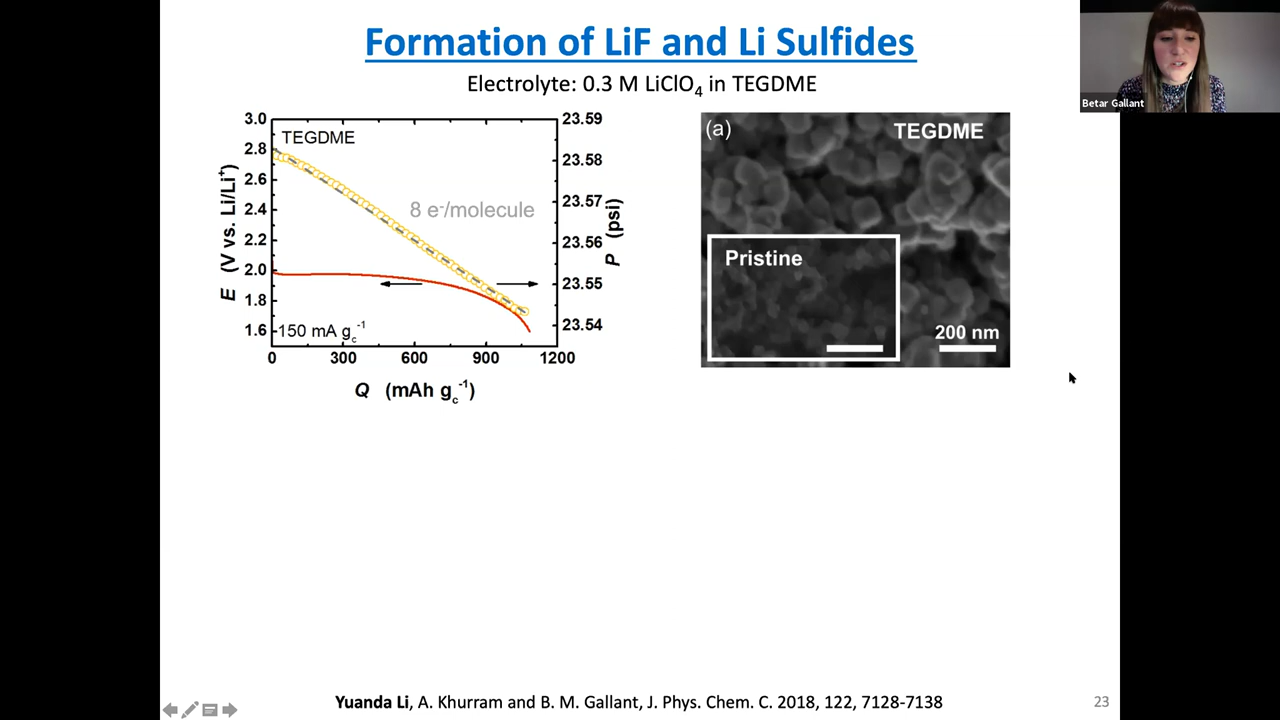 Formation of LiF and Li Sulfides
Electrolyte: 0.3 M LiClO4 in TEGDME
Betar Gallant
3.0
2.8
2.6
2.4
2.2
2.0
1.8
1.6
E (V vs. Li/Li+)
TEGDME
8 e-/molecule
150 mA gc-1
23.59
23.58
23.57
23.56
23.55
23.54
P (psi)
0 300 600 900 1200
Q (mAh gc-1)
(a) TEGDME
Pristine
200 nm
Yuanda Li, A. Khurram and B. M. Gallant, J. Phys. Chem. C. 2018, 122, 7128-7138
23